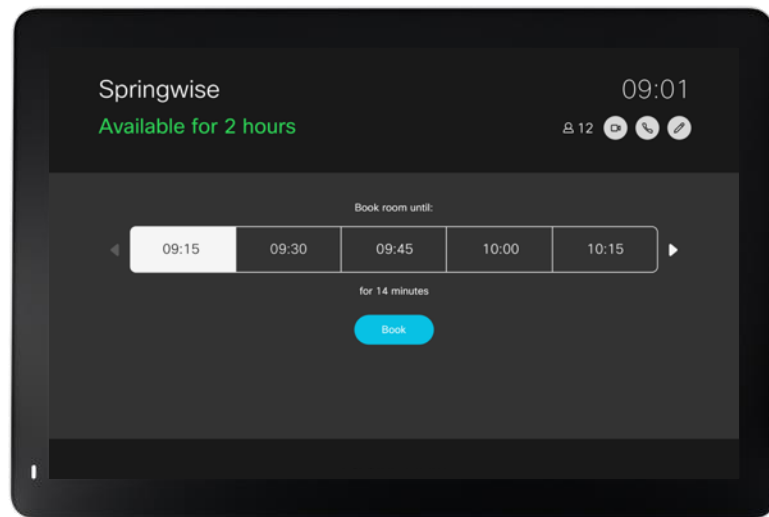 Springwise
09:01
Available for 2 hours
12
Book room until:
09:15 09:30 09:45 10:00 10:15
for 14 minutes
Book